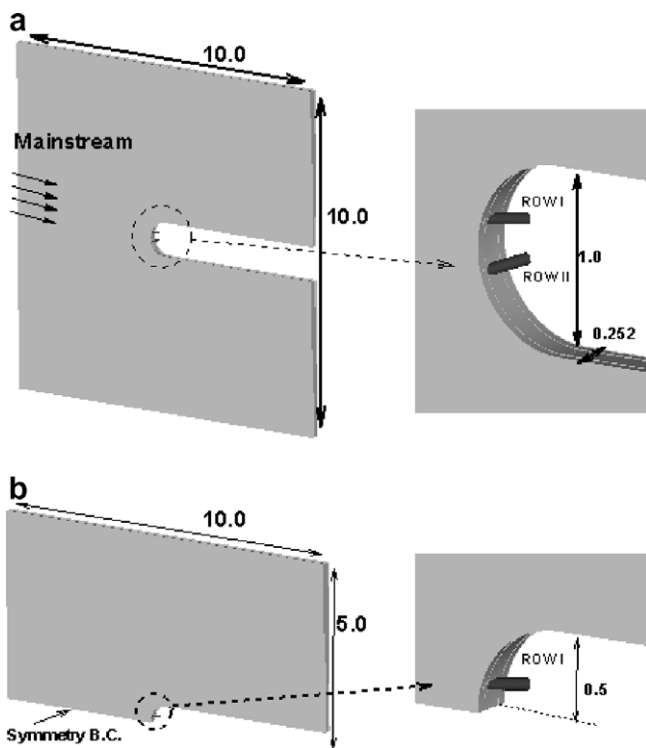 a
10.0
Mainstream
10.0
ROW I
ROW II
1.0
0.252
b
10.0
5.0
ROW I
0.5
Symmetry B.C.